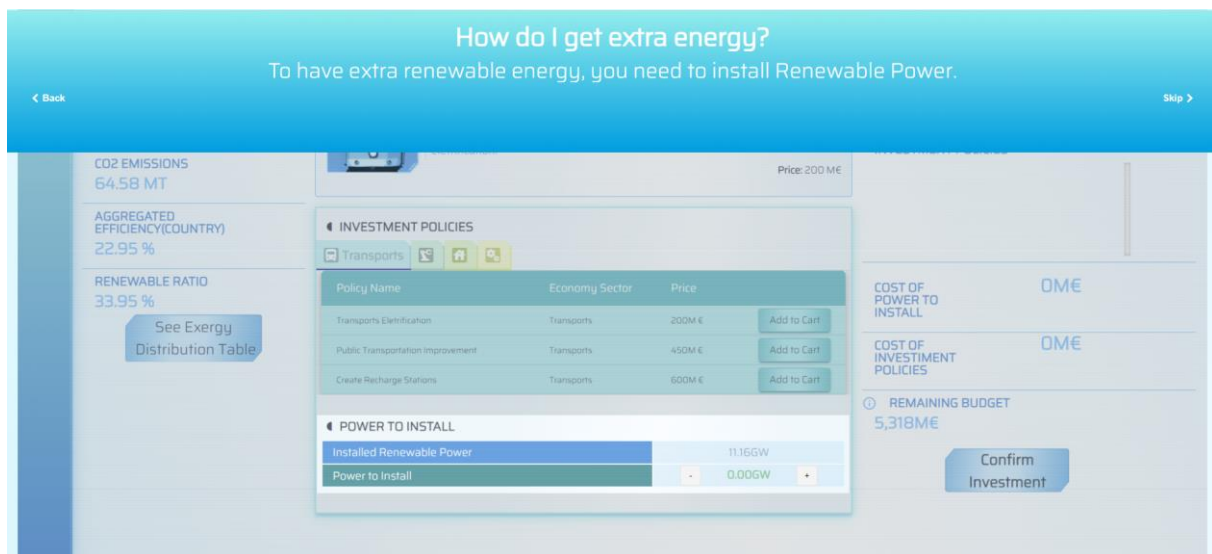 How do I get extra energy?
To have extra renewable energy, you need to install Renewable Power.
< Back
Skip >
CO2 EMISSIONS
64.58 MT
AGGREGATED
EFFICIENCY(COUNTRY)
22.95 %
RENEWABLE RATIO
33.95 %
See Exergy
Distribution Table
Price: 200 M€
INVESTMENT POLICIES
Transports
Policy Name Economy Sector Price
Transports Eletrification Transports 200M € Add to Cart
Public Transportation Improvement Transports 450M € Add to Cart
Create Recharge Stations Transports 600M € Add to Cart
POWER TO INSTALL
Installed Renewable Power 11.16GW
Power to Install - 0.00GW +
COST OF
POWER TO
INSTALL
0M€
COST OF
INVESTIMENT
POLICIES
0M€
REMAINING BUDGET
5,318M€
Confirm
Investment